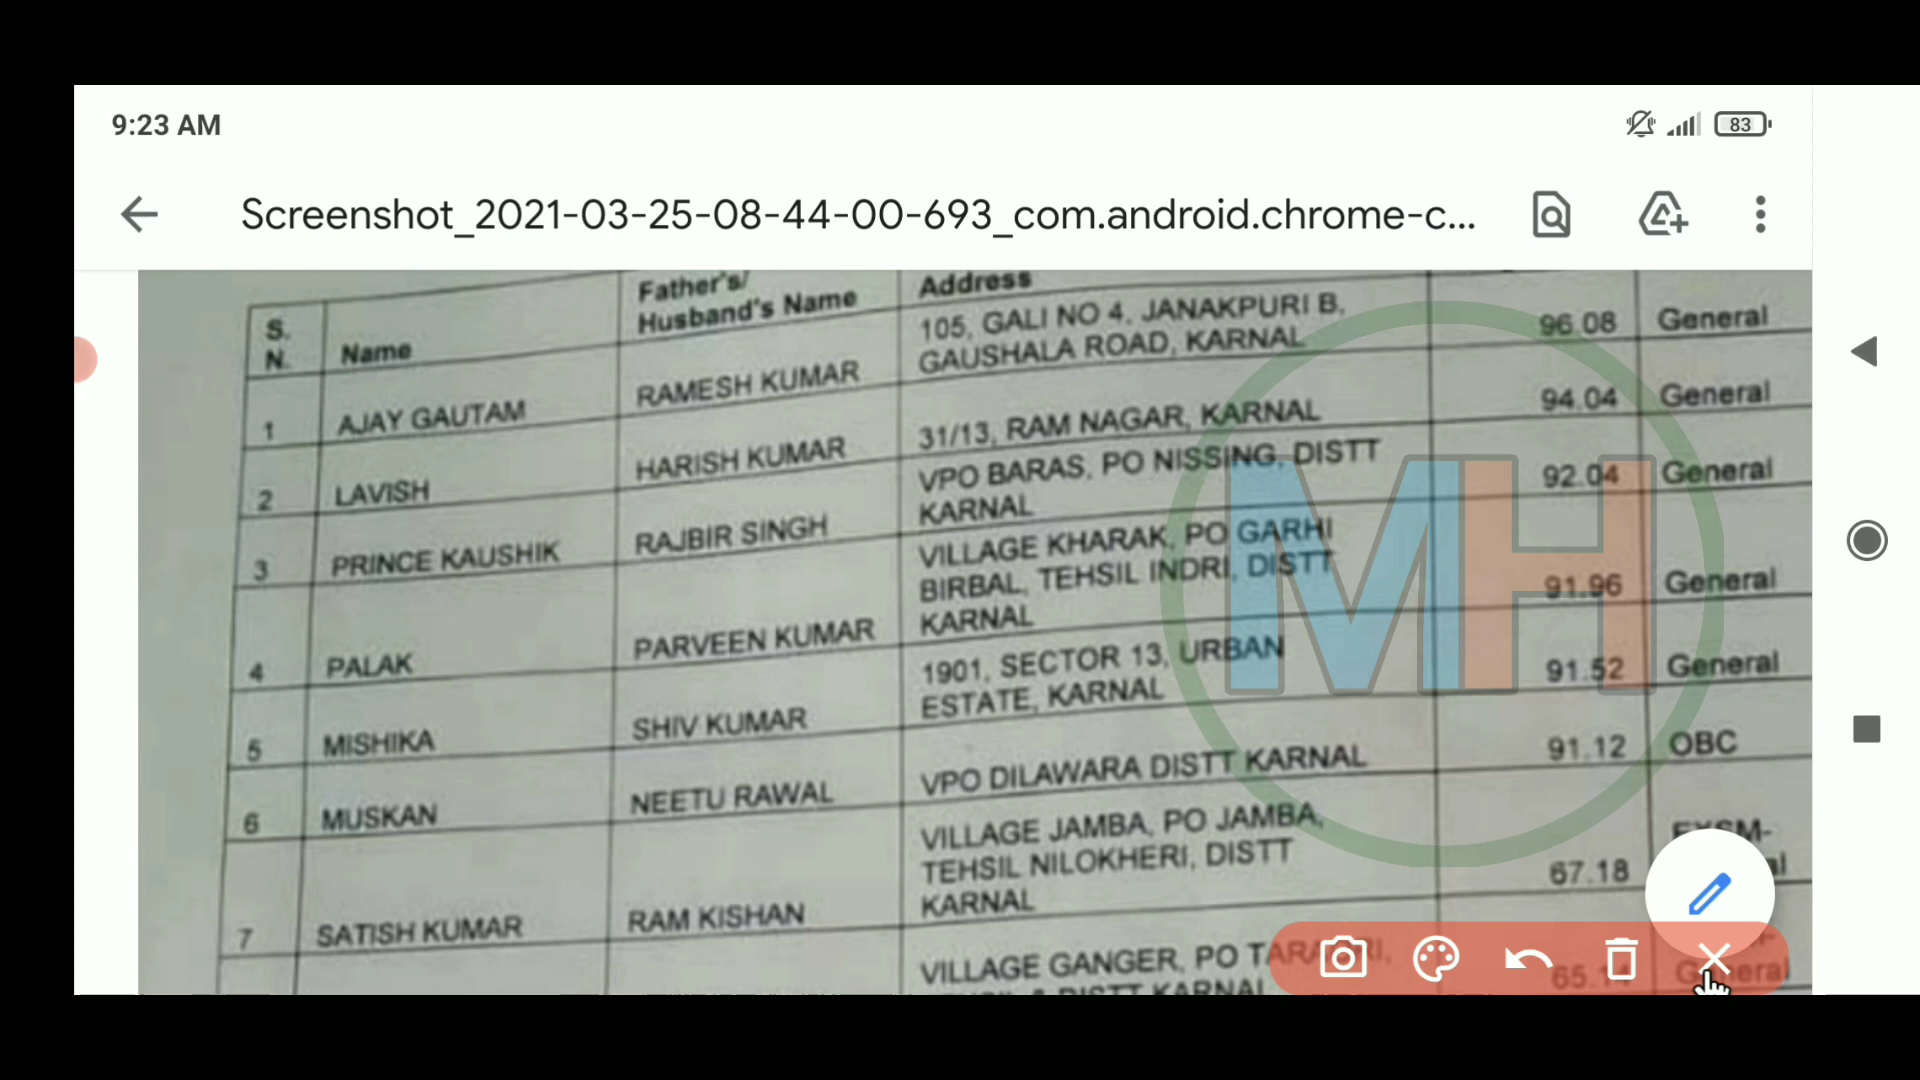 9:23 AM
83
Screenshot_2021-03-25-08-44-00-693_com.android.chrome-c...
S. N. Name Father's/ Husband's Name Address
105, GALI NO 4, JANAKPURI B,
1 AJAY GAUTAM RAMESH KUMAR GAUSHALA ROAD, KARNAL 96.08 General
2 LAVISH HARISH KUMAR 31/13, RAM NAGAR, KARNAL 94.04 General
VPO BARAS, PO NISSING, DISTT
3 PRINCE KAUSHIK RAJBIR SINGH KARNAL 92.04 General
VILLAGE KHARAK, PO GARHI
BIRBAL, TEHSIL INDRI, DISTT
4 PALAK PARVEEN KUMAR KARNAL 91.96 General
1901, SECTOR 13, URBAN
5 MISHIKA SHIV KUMAR ESTATE, KARNAL 91.52 General
6 MUSKAN NEETU RAWAL VPO DILAWARA DISTT KARNAL 91.12 OBC
VILLAGE JAMBA, PO JAMBA,
TEHSIL NILOKHERI, DISTT
7 SATISH KUMAR RAM KISHAN KARNAL 67.18
VILLAGE GANGER, PO
DISTT KARNAL General
MH